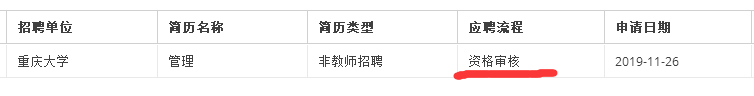 招聘单位 简历名称 简历类型 应聘流程 申请日期
重庆大学 管理 非教师招聘 资格审核 2019-11-26